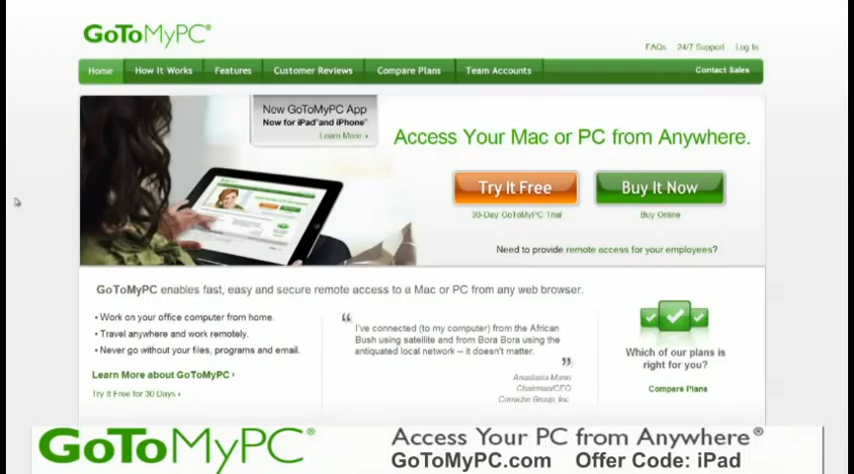 GoToMyPC®
FAQs 24/7 Support Log In
Home How It Works Features Customer Reviews Compare Plans Team Accounts Contact Sales
New GoToMyPC App
Now for iPad™and iPhone™
Learn More ›
Access Your Mac or PC from Anywhere.
Try It Free Buy It Now
30-Day GoToMyPC Trial Buy Online
Need to provide remote access for your employees?
GoToMyPC enables fast, easy and secure remote access to a Mac or PC from any web browser.
• Work on your office computer from home.
• Travel anywhere and work remotely.
• Never go without your files, programs and email.
Learn More about GoToMyPC ›
Try It Free for 30 Days ›
“I've connected (to my computer) from the African
Bush using satellite and from Bora Bora using the
antiquated local network -- it doesn't matter.
”
Anastasia Mann
Chairman/CEO
Corniche Group, Inc.
Which of our plans is
right for you?
Compare Plans
GoToMyPC®
Access Your PC from Anywhere®
GoToMyPC.com Offer Code: iPad